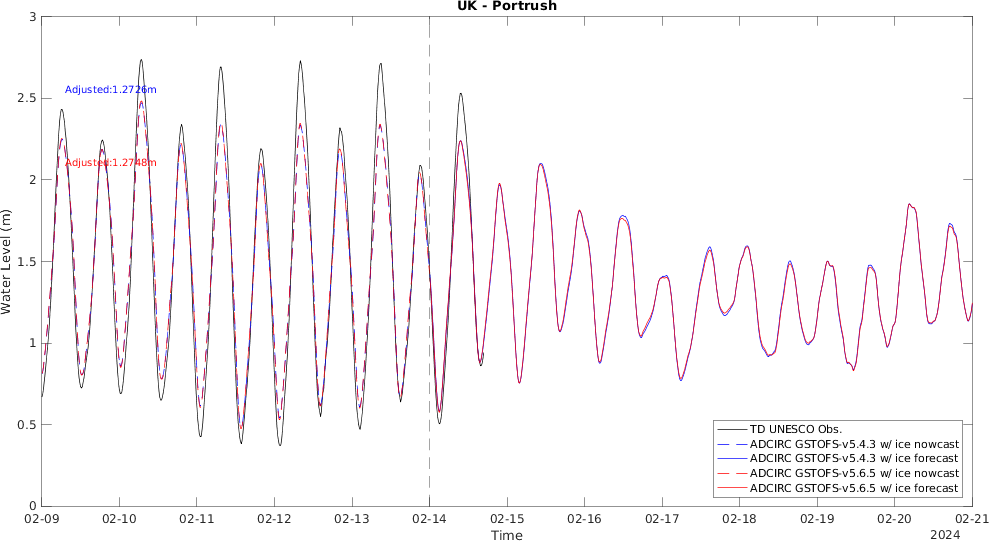 UK - Portrush
3
2.5
2
1.5
1
0.5
0
Water Level (m)
Adjusted:1.2726m
Adjusted:1.2748m
TD UNESCO Obs.
ADCIRC GSTOFS-v5.4.3 w/ ice nowcast
ADCIRC GSTOFS-v5.4.3 w/ ice forecast
ADCIRC GSTOFS-v5.6.5 w/ ice nowcast
ADCIRC GSTOFS-v5.6.5 w/ ice forecast
02-09 02-10 02-11 02-12 02-13 02-14 02-15 02-16 02-17 02-18 02-19 02-20 02-21
Time
2024